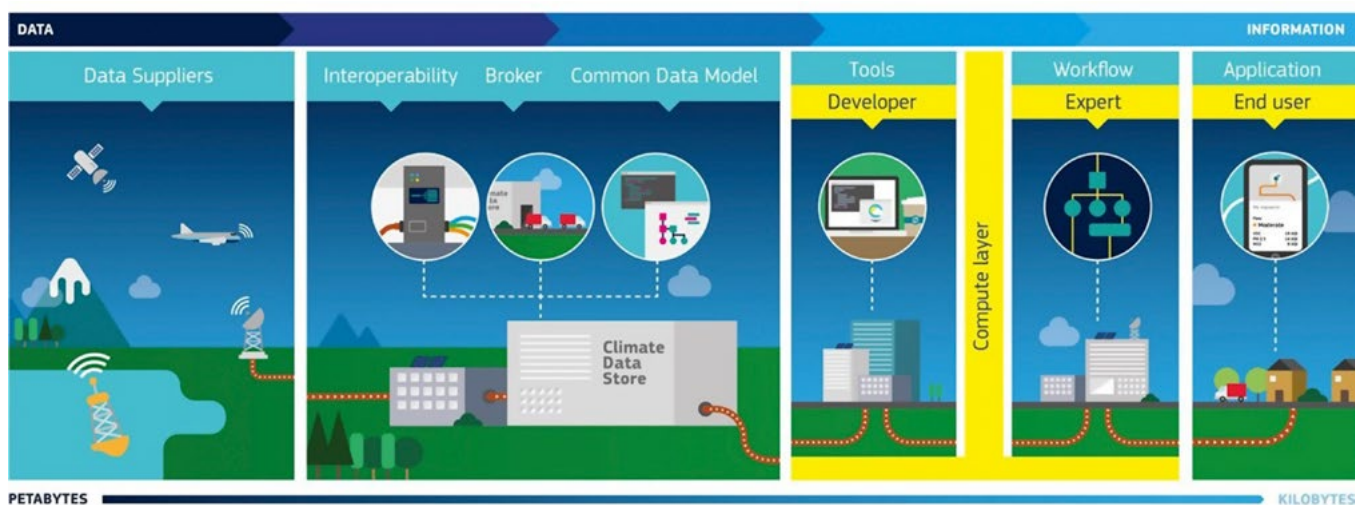 DATA
INFORMATION
Data Suppliers
Interoperability
Broker
Common Data Model
Tools
Developer
Compute layer
Workflow
Expert
Application
End user
Moderate
Climate
Data
Store
PETABYTES
KILOBYTES